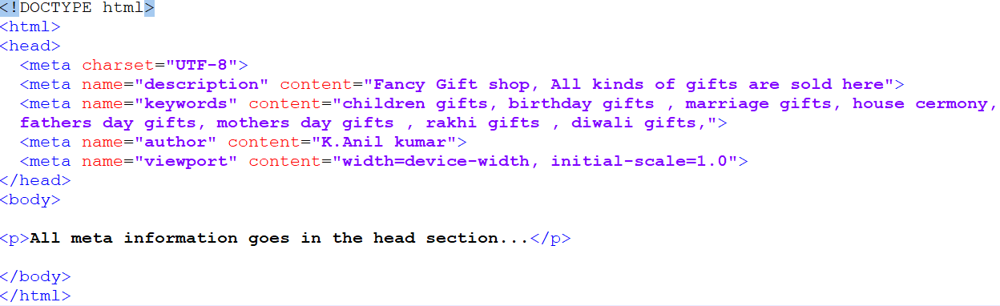 <!DOCTYPE html>
<html>
<head>
  <meta charset="UTF-8">
  <meta name="description" content="Fancy Gift shop, All kinds of gifts are sold here">
  <meta name="keywords" content="children gifts, birthday gifts , marriage gifts, house cermony,
  fathers day gifts, mothers day gifts , rakhi gifts , diwali gifts,">
  <meta name="author" content="K.Anil kumar">
  <meta name="viewport" content="width=device-width, initial-scale=1.0">
</head>
<body>

<p>All meta information goes in the head section...</p>

</body>
</html>